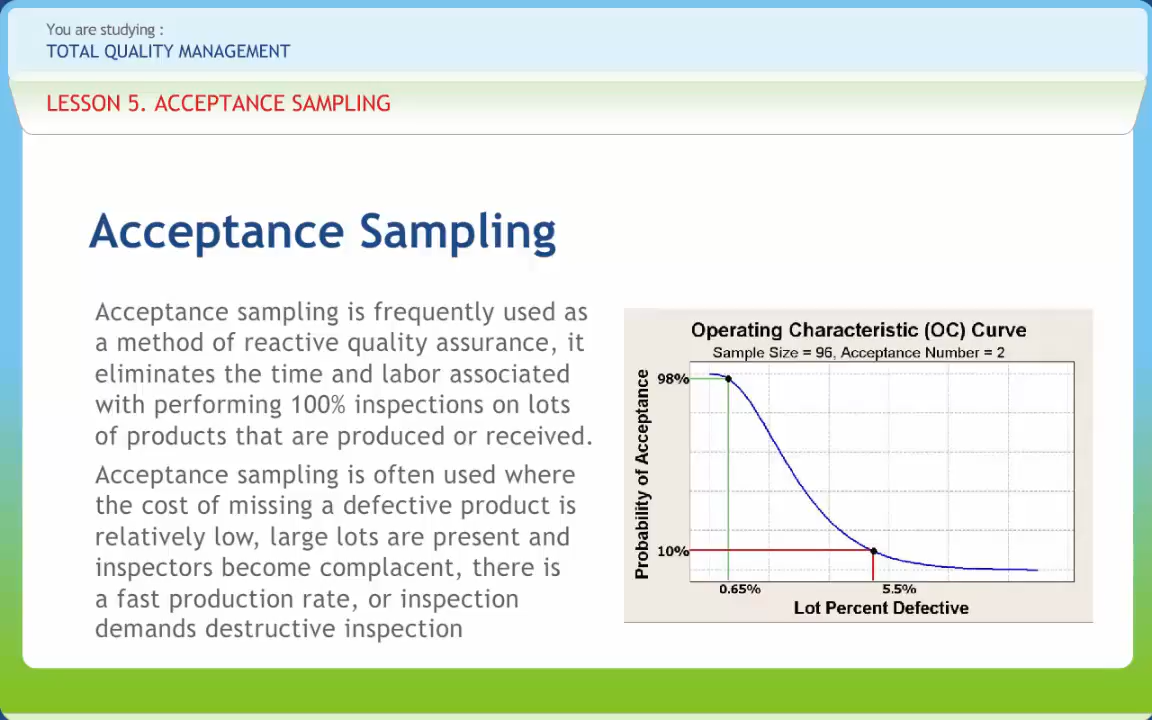 You are studying :
TOTAL QUALITY MANAGEMENT
LESSON 5. ACCEPTANCE SAMPLING
Acceptance Sampling
Acceptance sampling is frequently used as
a method of reactive quality assurance, it
eliminates the time and labor associated
with performing 100% inspections on lots
of products that are produced or received.
Acceptance sampling is often used where
the cost of missing a defective product is
relatively low, large lots are present and
inspectors become complacent, there is
a fast production rate, or inspection
demands destructive inspection
Operating Characteristic (OC) Curve
Sample Size = 96, Acceptance Number = 2
Probability of Acceptance
98%
10%
0.65%
5.5%
Lot Percent Defective